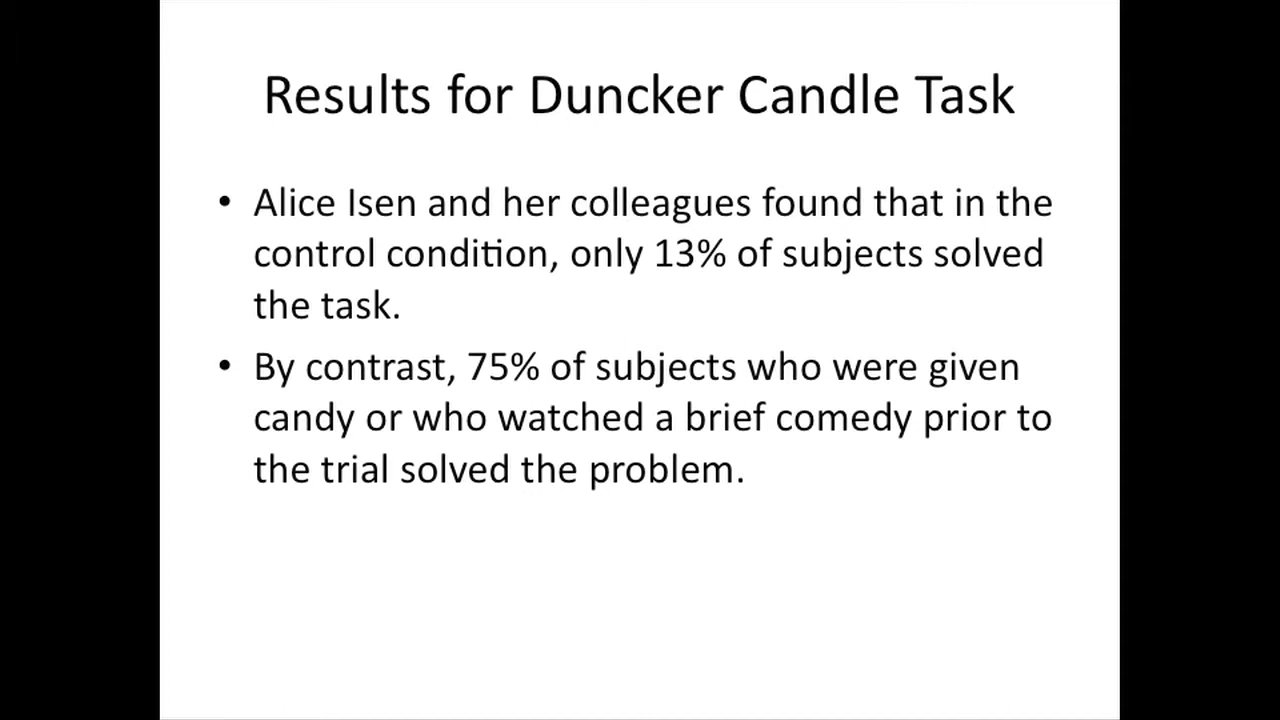 Results for Duncker Candle Task
• Alice Isen and her colleagues found that in the
control condition, only 13% of subjects solved
the task.
• By contrast, 75% of subjects who were given
candy or who watched a brief comedy prior to
the trial solved the problem.